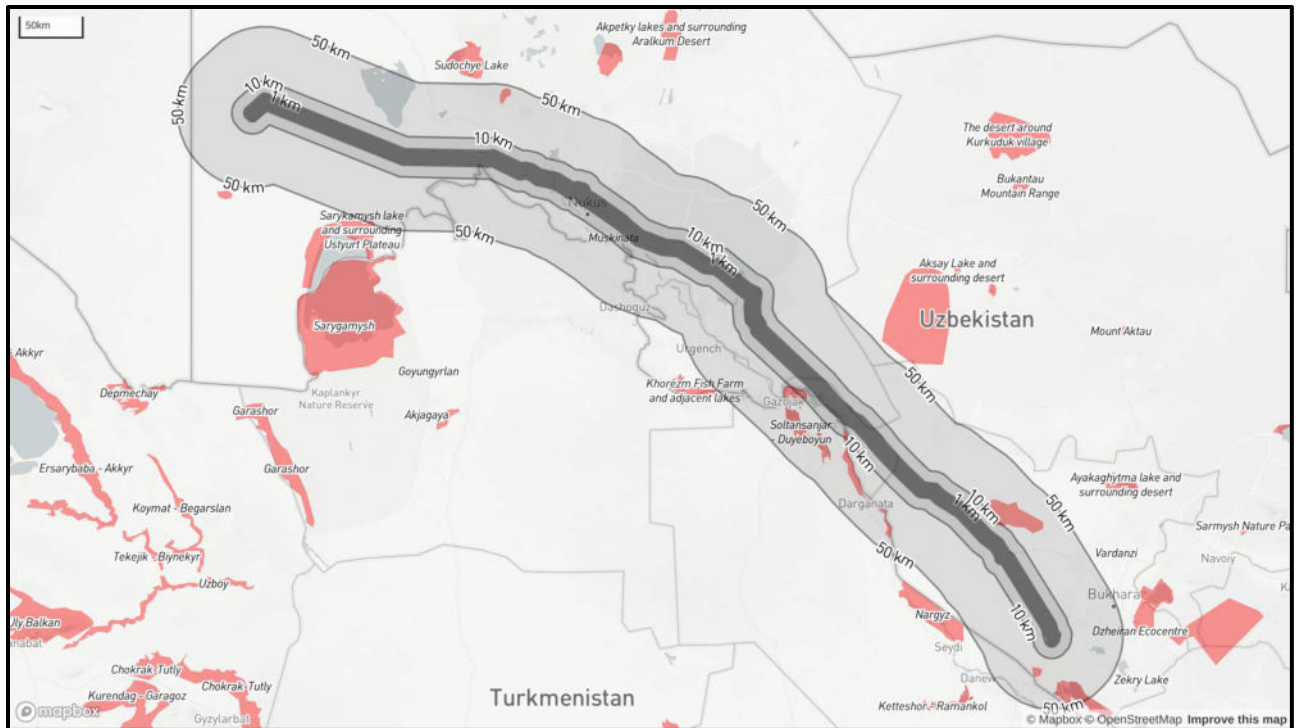 50km
50 km
Akpetky lakes and surrounding
Aralkum Desert
Sudochye Lake
10 km
1 km
50 km
50 km
50 km
10 km
The desert around
Kurkuduk village
Bukantau
Mountain Range
50 km
Nukus
Sarykamysh lake
and surrounding
Ustyurt Plateau
50 km
Muskinata
10 km
1 km
50 km
Aksay Lake and
surrounding desert
Dashoguz
Sarygamysh
Uzbekistan
Mount Aktau
Akkyr
Urgench
Goyungyrlan
Kaplankyr
Nature Reserve
Depmechay
Khorezm Fish Farm
and adjacent lakes
50 km
Garashor
Akjagaya
Gazojak
Soltansanjar
- Duyeboyun
10 km
Ersarybaba - Akkyr
Garashor
Koymat - Begarslan
Ayakaghytma lake and
surrounding desert
Darganata
10 km
1 km
50 km
Sarmysh Nature Pa
Tekejik - Biynekyr
50 km
Vardanzi
Navoiy
Uzboy
Bukhara
Uly Balkan
Nargyz
10 km
Dzheiran Ecocentre
Seydi
Chokrak Tutly
Chokrak Tutly
Danew
Zekry Lake
Kurendag - Garagoz
Turkmenistan
Ketteshor - Ramankol
50 km
mapbox
Gyzylarbat
© Mapbox © OpenStreetMap Improve this map